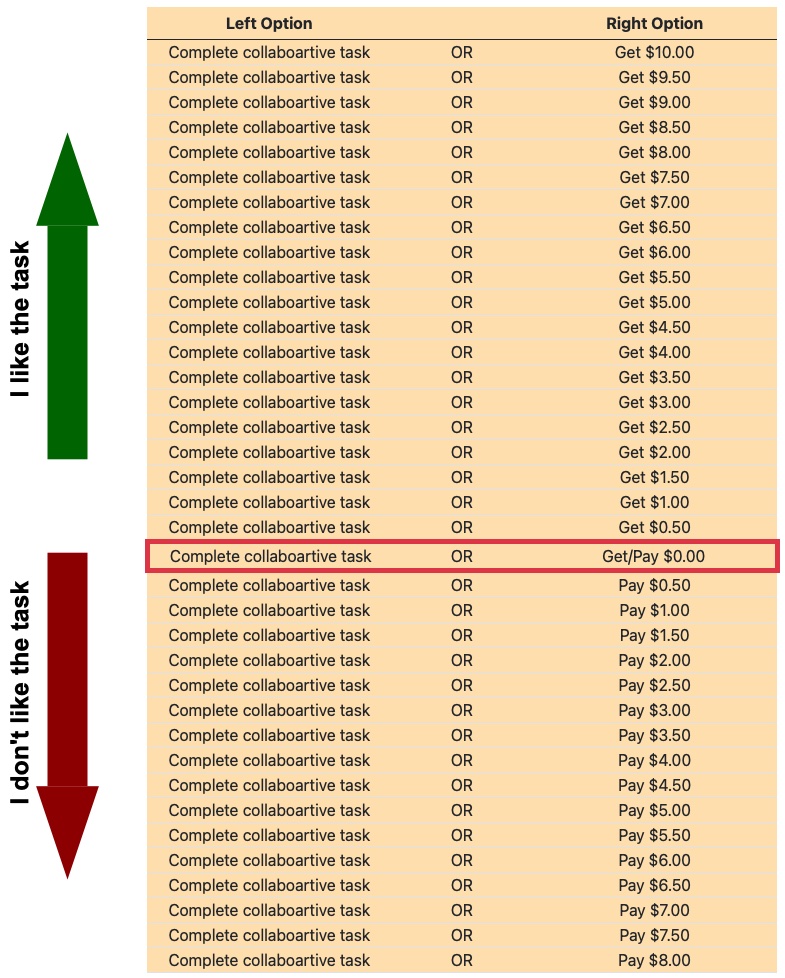 Left Option Right Option
Complete collaboartive task OR Get $10.00
Complete collaboartive task OR Get $9.50
Complete collaboartive task OR Get $9.00
Complete collaboartive task OR Get $8.50
Complete collaboartive task OR Get $8.00
Complete collaboartive task OR Get $7.50
Complete collaboartive task OR Get $7.00
Complete collaboartive task OR Get $6.50
Complete collaboartive task OR Get $6.00
Complete collaboartive task OR Get $5.50
Complete collaboartive task OR Get $5.00
Complete collaboartive task OR Get $4.50
Complete collaboartive task OR Get $4.00
Complete collaboartive task OR Get $3.50
Complete collaboartive task OR Get $3.00
Complete collaboartive task OR Get $2.50
Complete collaboartive task OR Get $2.00
Complete collaboartive task OR Get $1.50
Complete collaboartive task OR Get $1.00
Complete collaboartive task OR Get $0.50
Complete collaboartive task OR Get/Pay $0.00
Complete collaboartive task OR Pay $0.50
Complete collaboartive task OR Pay $1.00
Complete collaboartive task OR Pay $1.50
Complete collaboartive task OR Pay $2.00
Complete collaboartive task OR Pay $2.50
Complete collaboartive task OR Pay $3.00
Complete collaboartive task OR Pay $3.50
Complete collaboartive task OR Pay $4.00
Complete collaboartive task OR Pay $4.50
Complete collaboartive task OR Pay $5.00
Complete collaboartive task OR Pay $5.50
Complete collaboartive task OR Pay $6.00
Complete collaboartive task OR Pay $6.50
Complete collaboartive task OR Pay $7.00
Complete collaboartive task OR Pay $7.50
Complete collaboartive task OR Pay $8.00
I like the task
I don't like the task